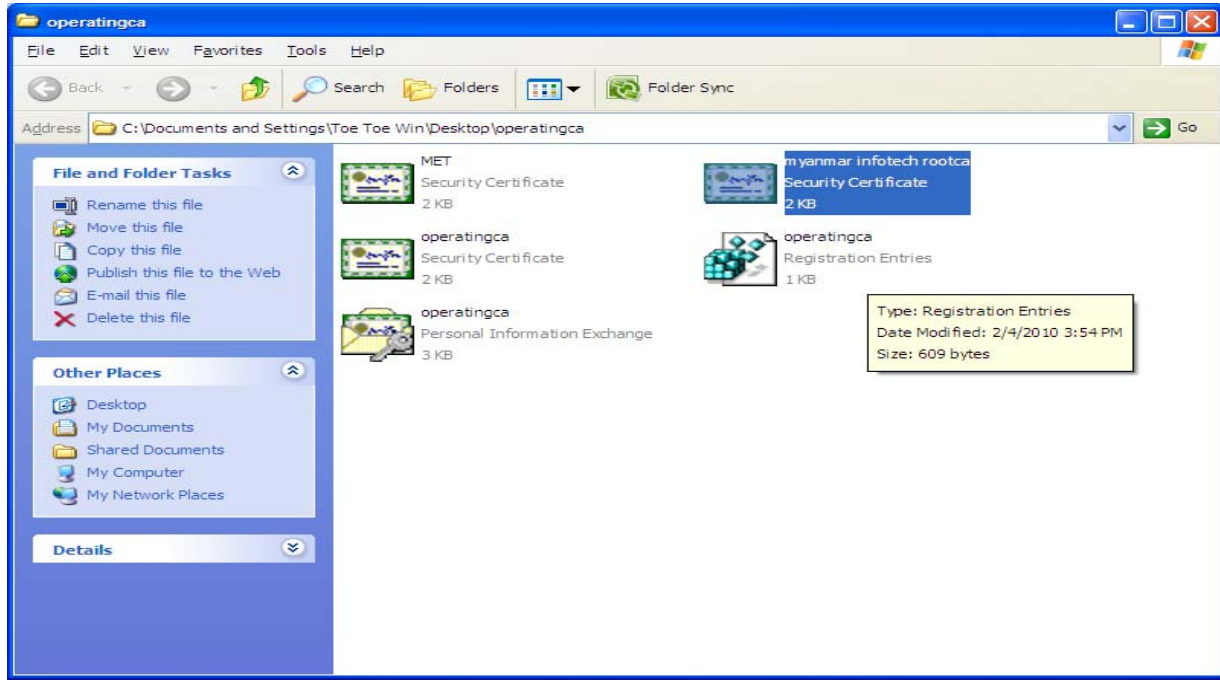 operatingca
File Edit View Favorites Tools Help
Back Search Folders Folder Sync
Address C:\Documents and Settings\Toe Toe Win\Desktop\operatingca Go
File and Folder Tasks
Rename this file
Move this file
Copy this file
Publish this file to the Web
E-mail this file
Delete this file
Other Places
Desktop
My Documents
Shared Documents
My Computer
My Network Places
Details
MET
Security Certificate
2 KB
myanmar infotech rootca
Security Certificate
2 KB
operatingca
Security Certificate
2 KB
operatingca
Registration Entries
1 KB
operatingca
Personal Information Exchange
3 KB
Type: Registration Entries
Date Modified: 2/4/2010 3:54 PM
Size: 609 bytes